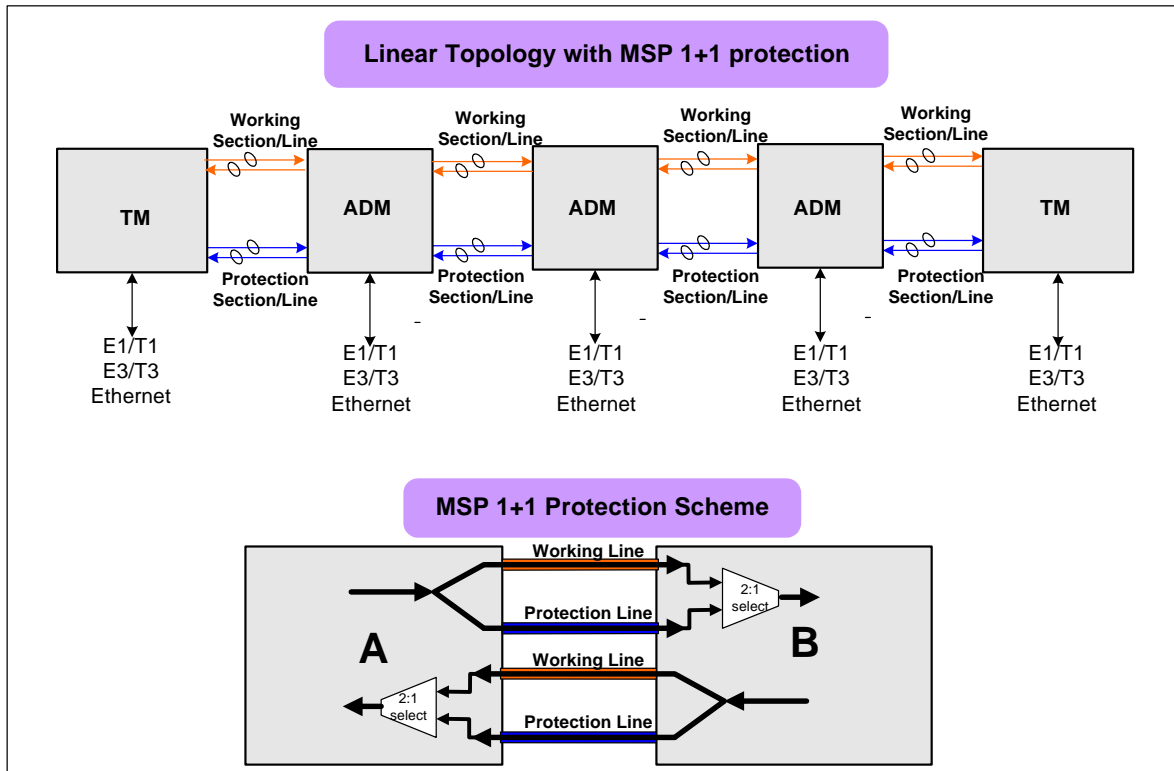 Linear Topology with MSP 1+1 protection
Working
Section/Line
Working
Section/Line
Working
Section/Line
Working
Section/Line
TM
ADM
ADM
ADM
TM
Protection
Section/Line
Protection
Section/Line
Protection
Section/Line
Protection
Section/Line
E1/T1
E3/T3
Ethernet
E1/T1
E3/T3
Ethernet
E1/T1
E3/T3
Ethernet
E1/T1
E3/T3
Ethernet
E1/T1
E3/T3
Ethernet
MSP 1+1 Protection Scheme
Working Line
2:1
select
Protection Line
A
B
Working Line
2:1
select
Protection Line